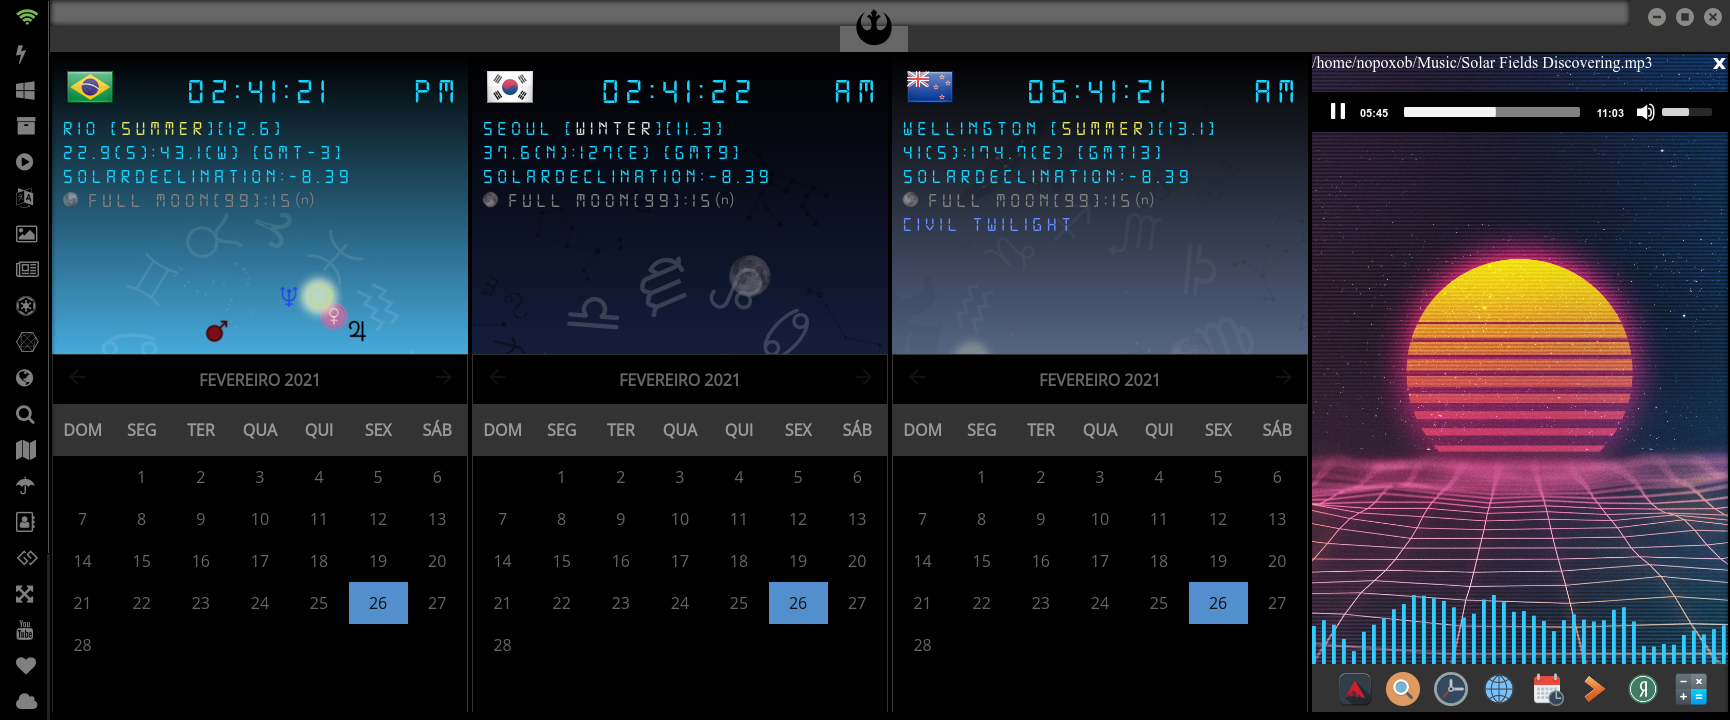 02:41:21 PM
RIO [SUMMER][12.6]
22.9(S):43.1(W) [GMT-3]
SOLARDECLINATION:-8.39
FULL MOON[99]:15(n)
FEVEREIRO 2021
DOM SEG TER QUA QUI SEX SÁB
1 2 3 4 5 6
7 8 9 10 11 12 13
14 15 16 17 18 19 20
21 22 23 24 25 26 27
28
02:41:22 AM
SEOUL [WINTER][11.3]
37.6(N):127(E) [GMT9]
SOLARDECLINATION:-8.39
FULL MOON[99]:15(n)
FEVEREIRO 2021
DOM SEG TER QUA QUI SEX SÁB
1 2 3 4 5 6
7 8 9 10 11 12 13
14 15 16 17 18 19 20
21 22 23 24 25 26 27
28
06:41:21 AM
WELLINGTON [SUMMER][13.1]
41(S):174.7(E) [GMT13]
SOLARDECLINATION:-8.39
FULL MOON[99]:15(n)
CIVIL TWILIGHT
FEVEREIRO 2021
DOM SEG TER QUA QUI SEX SÁB
1 2 3 4 5 6
7 8 9 10 11 12 13
14 15 16 17 18 19 20
21 22 23 24 25 26 27
28
/home/nopoxob/Music/Solar Fields Discovering.mp3 x
05:45 11:03
You
Tube
Я